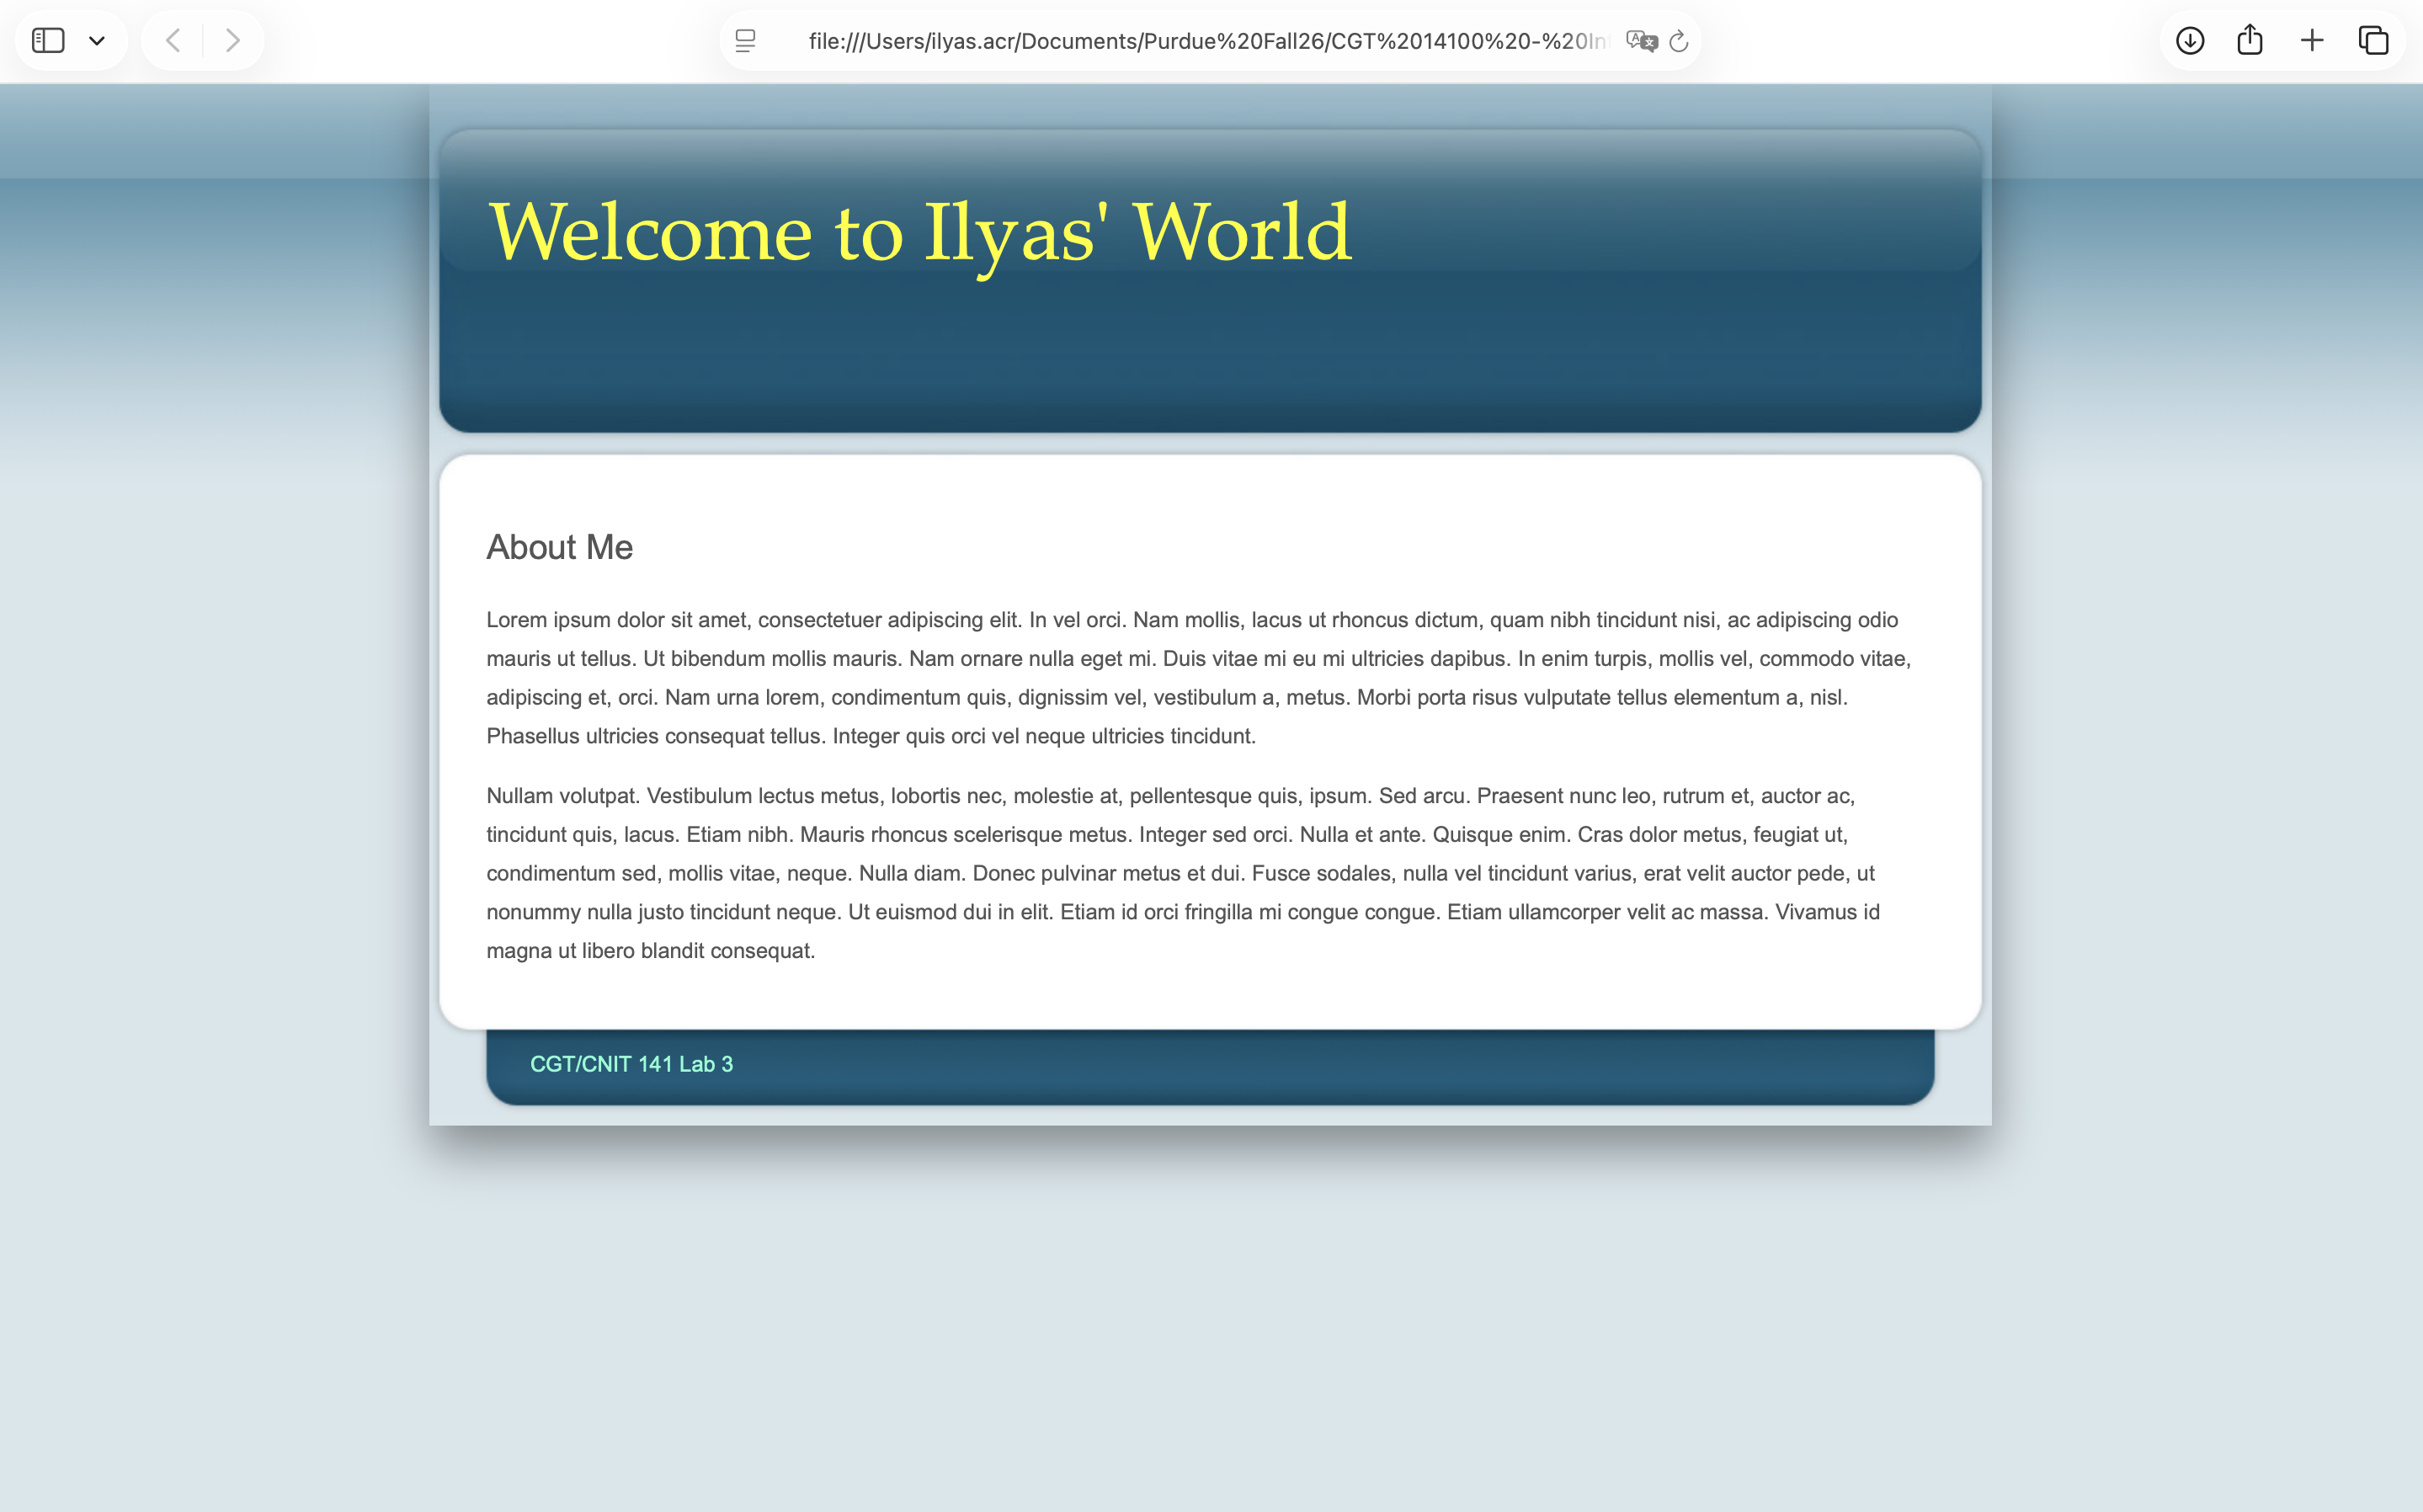 file:///Users/ilyas.acr/Documents/Purdue%20Fall26/CGT%2014100%20-%20In
Welcome to Ilyas' World
About Me
Lorem ipsum dolor sit amet, consectetuer adipiscing elit. In vel orci. Nam mollis, lacus ut rhoncus dictum, quam nibh tincidunt nisi, ac adipiscing odio
mauris ut tellus. Ut bibendum mollis mauris. Nam ornare nulla eget mi. Duis vitae mi eu mi ultricies dapibus. In enim turpis, mollis vel, commodo vitae,
adipiscing et, orci. Nam urna lorem, condimentum quis, dignissim vel, vestibulum a, metus. Morbi porta risus vulputate tellus elementum a, nisl.
Phasellus ultricies consequat tellus. Integer quis orci vel neque ultricies tincidunt.
Nullam volutpat. Vestibulum lectus metus, lobortis nec, molestie at, pellentesque quis, ipsum. Sed arcu. Praesent nunc leo, rutrum et, auctor ac,
tincidunt quis, lacus. Etiam nibh. Mauris rhoncus scelerisque metus. Integer sed orci. Nulla et ante. Quisque enim. Cras dolor metus, feugiat ut,
condimentum sed, mollis vitae, neque. Nulla diam. Donec pulvinar metus et dui. Fusce sodales, nulla vel tincidunt varius, erat velit auctor pede, ut
nonummy nulla justo tincidunt neque. Ut euismod dui in elit. Etiam id orci fringilla mi congue congue. Etiam ullamcorper velit ac massa. Vivamus id
magna ut libero blandit consequat.
CGT/CNIT 141 Lab 3